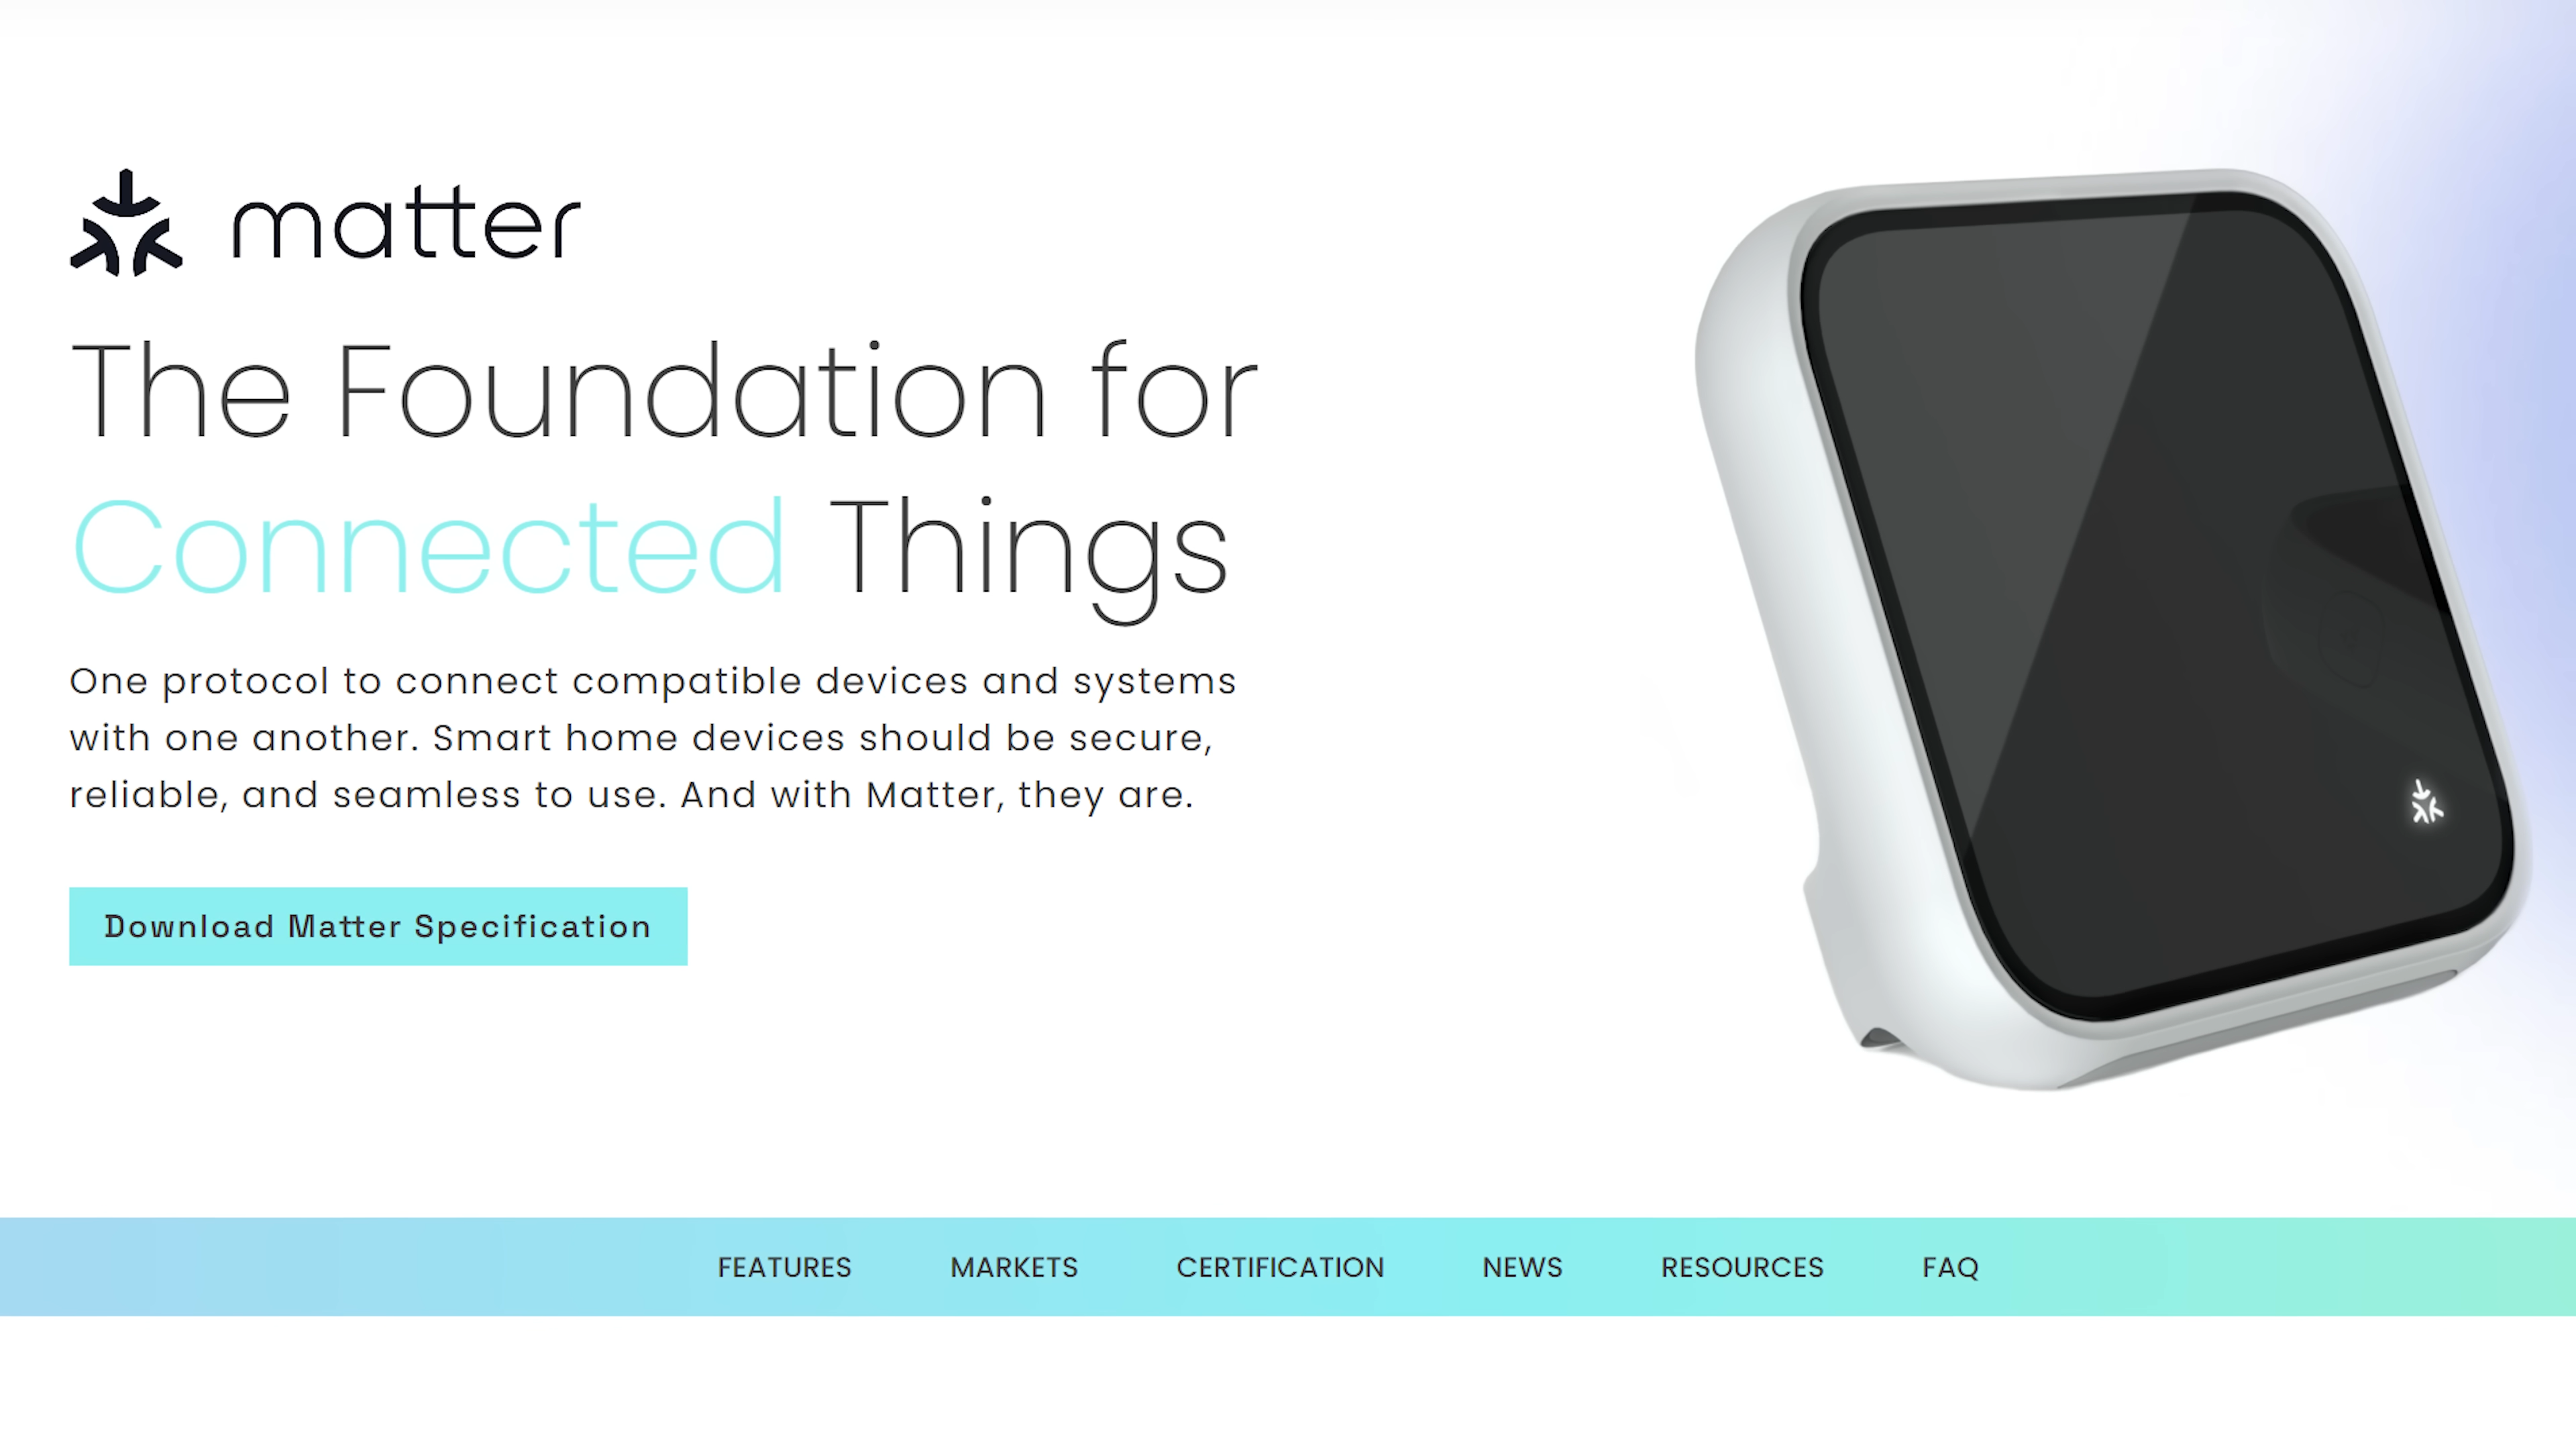 matter
The Foundation for
Connected Things
One protocol to connect compatible devices and systems
with one another. Smart home devices should be secure,
reliable, and seamless to use. And with Matter, they are.
Download Matter Specification
FEATURES MARKETS CERTIFICATION NEWS RESOURCES FAQ